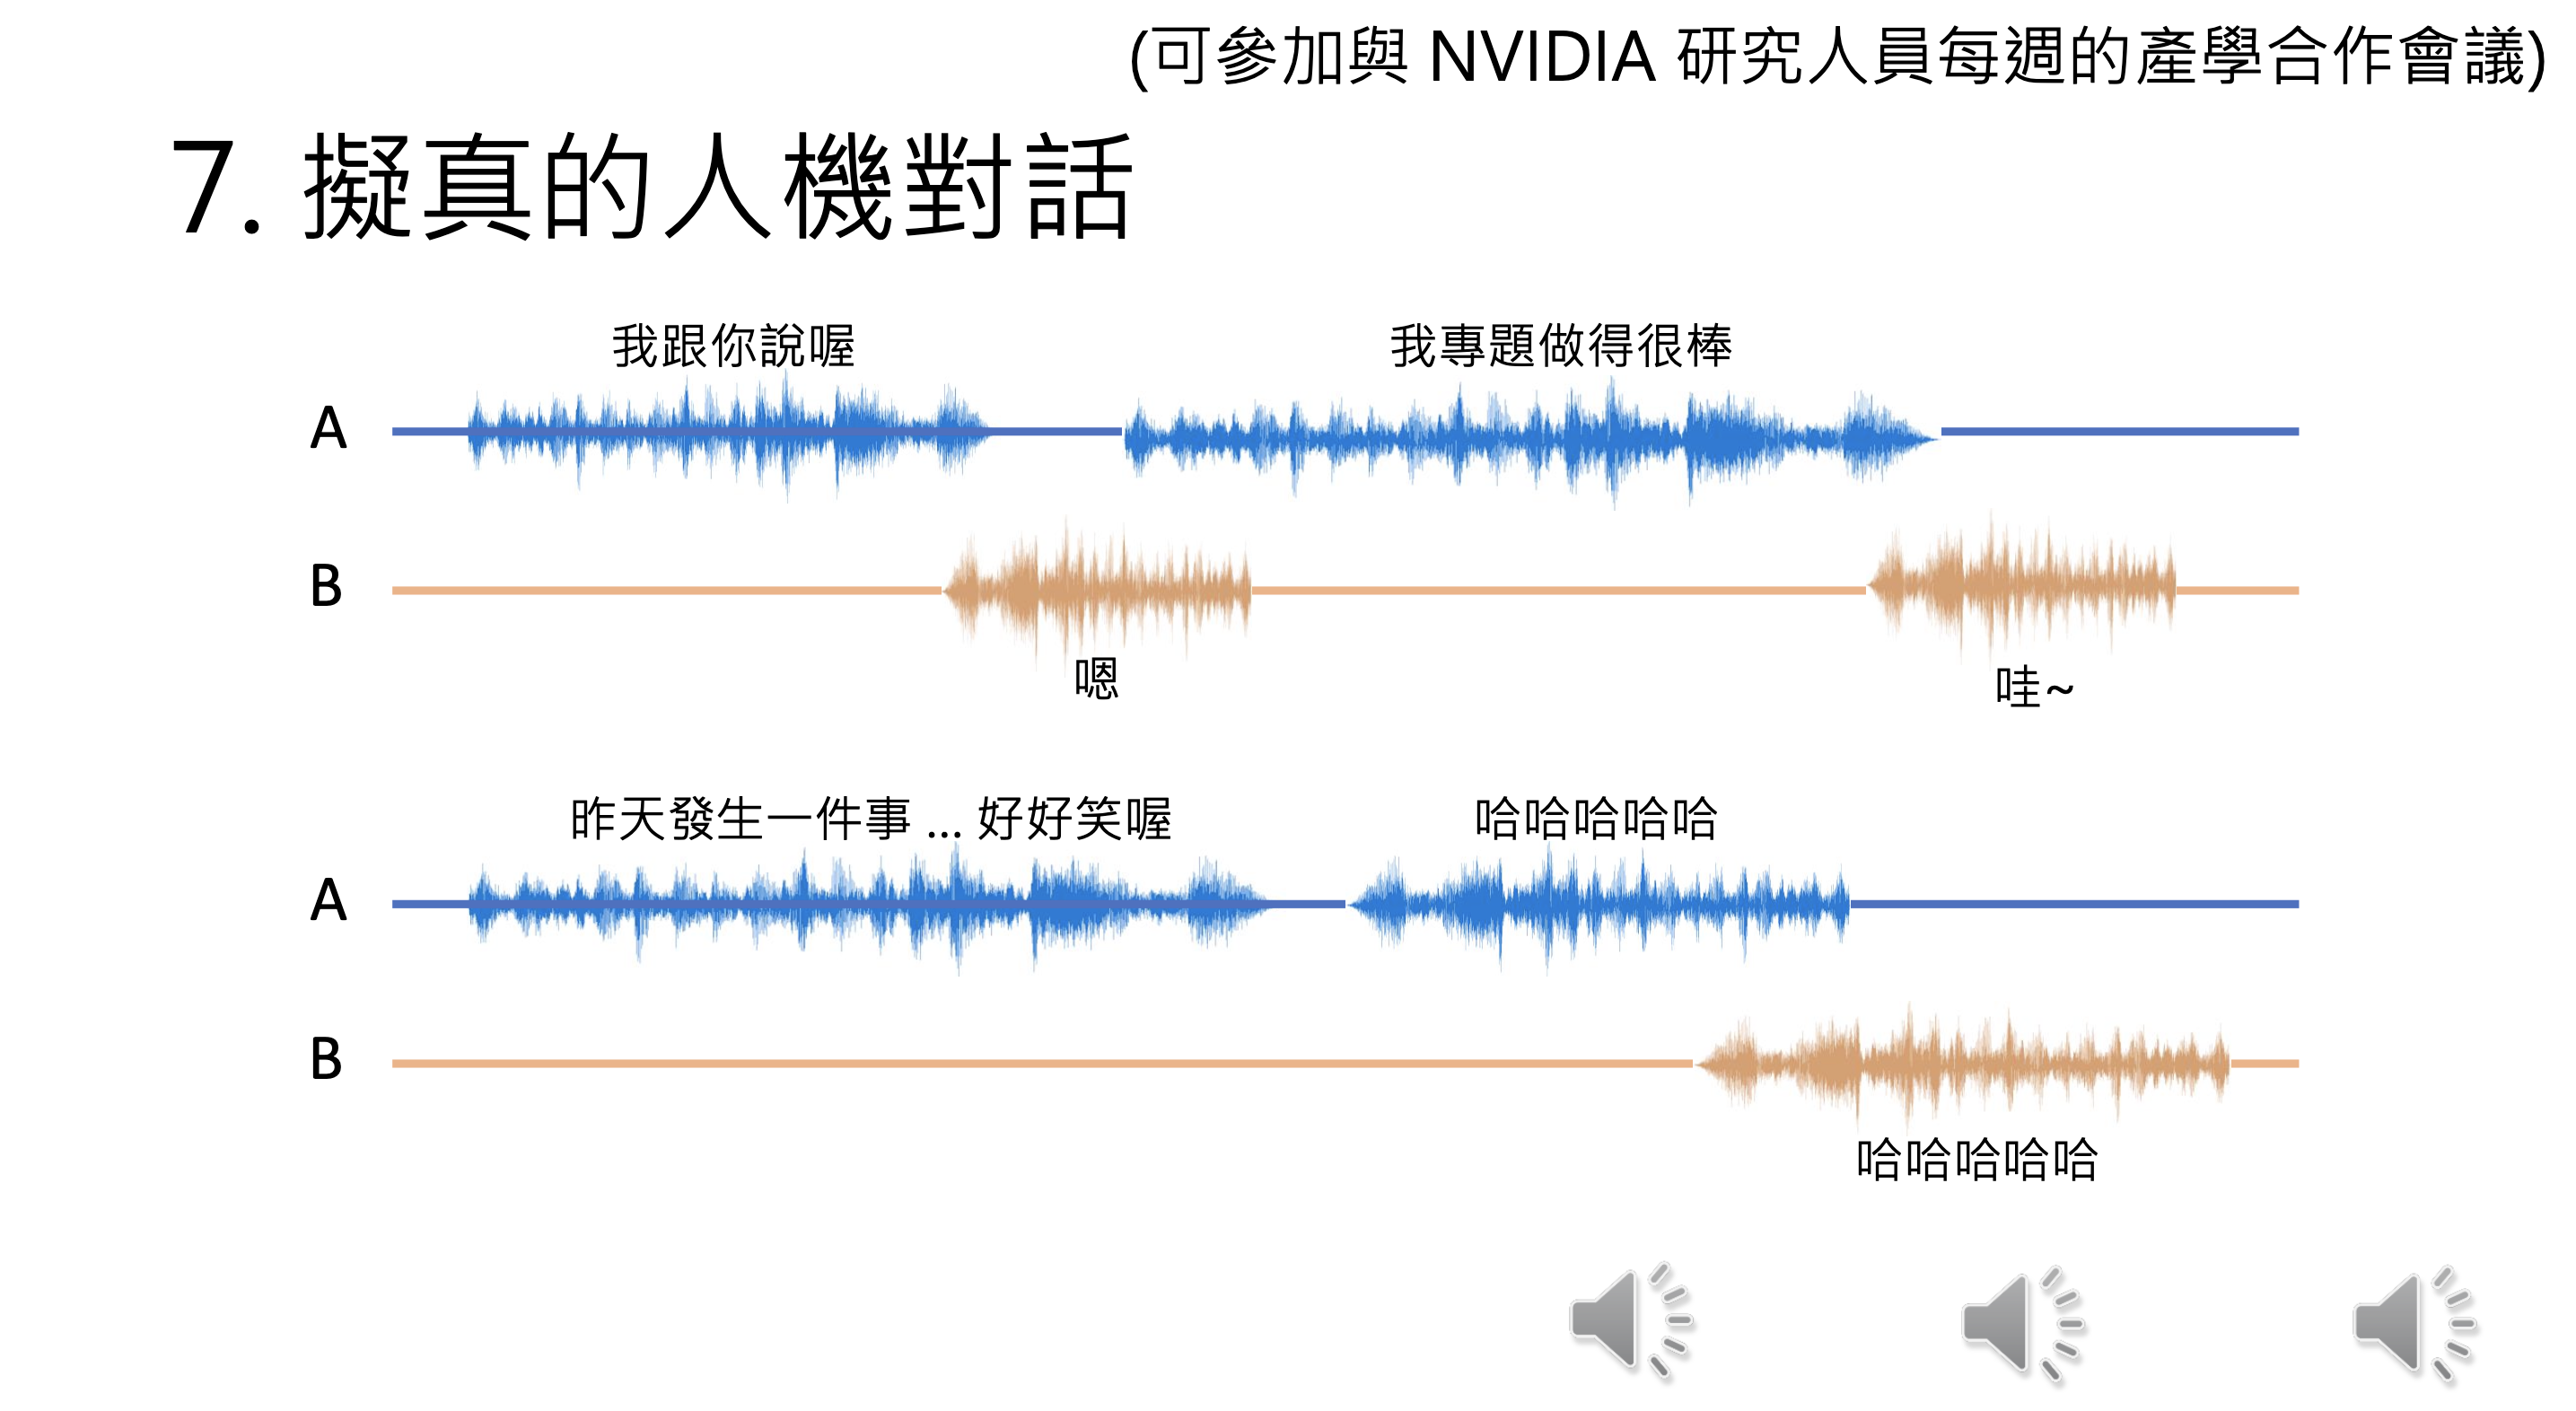 (可參加與 NVIDIA 研究人員每週的產學合作會議)
7. 擬真的人機對話
我跟你說喔 我專題做得很棒
A
B
嗯 哇~
昨天發生一件事 ... 好好笑喔 哈哈哈哈哈
A
B
哈哈哈哈哈